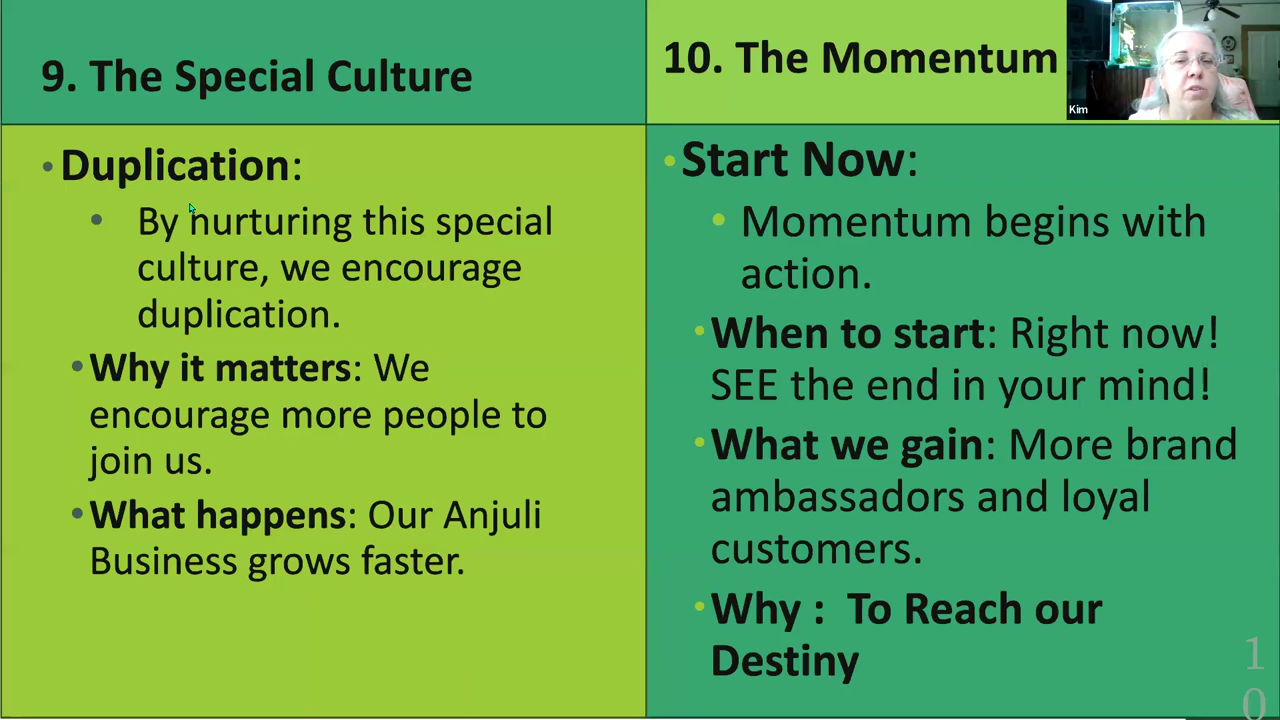 9. The Special Culture
• Duplication:
• By nurturing this special
culture, we encourage
duplication.
• Why it matters: We
encourage more people to
join us.
• What happens: Our Anjuli
Business grows faster.
10. The Momentum
Kim
• Start Now:
• Momentum begins with
action.
• When to start: Right now!
SEE the end in your mind!
• What we gain: More brand
ambassadors and loyal
customers.
• Why : To Reach our
Destiny
1
0